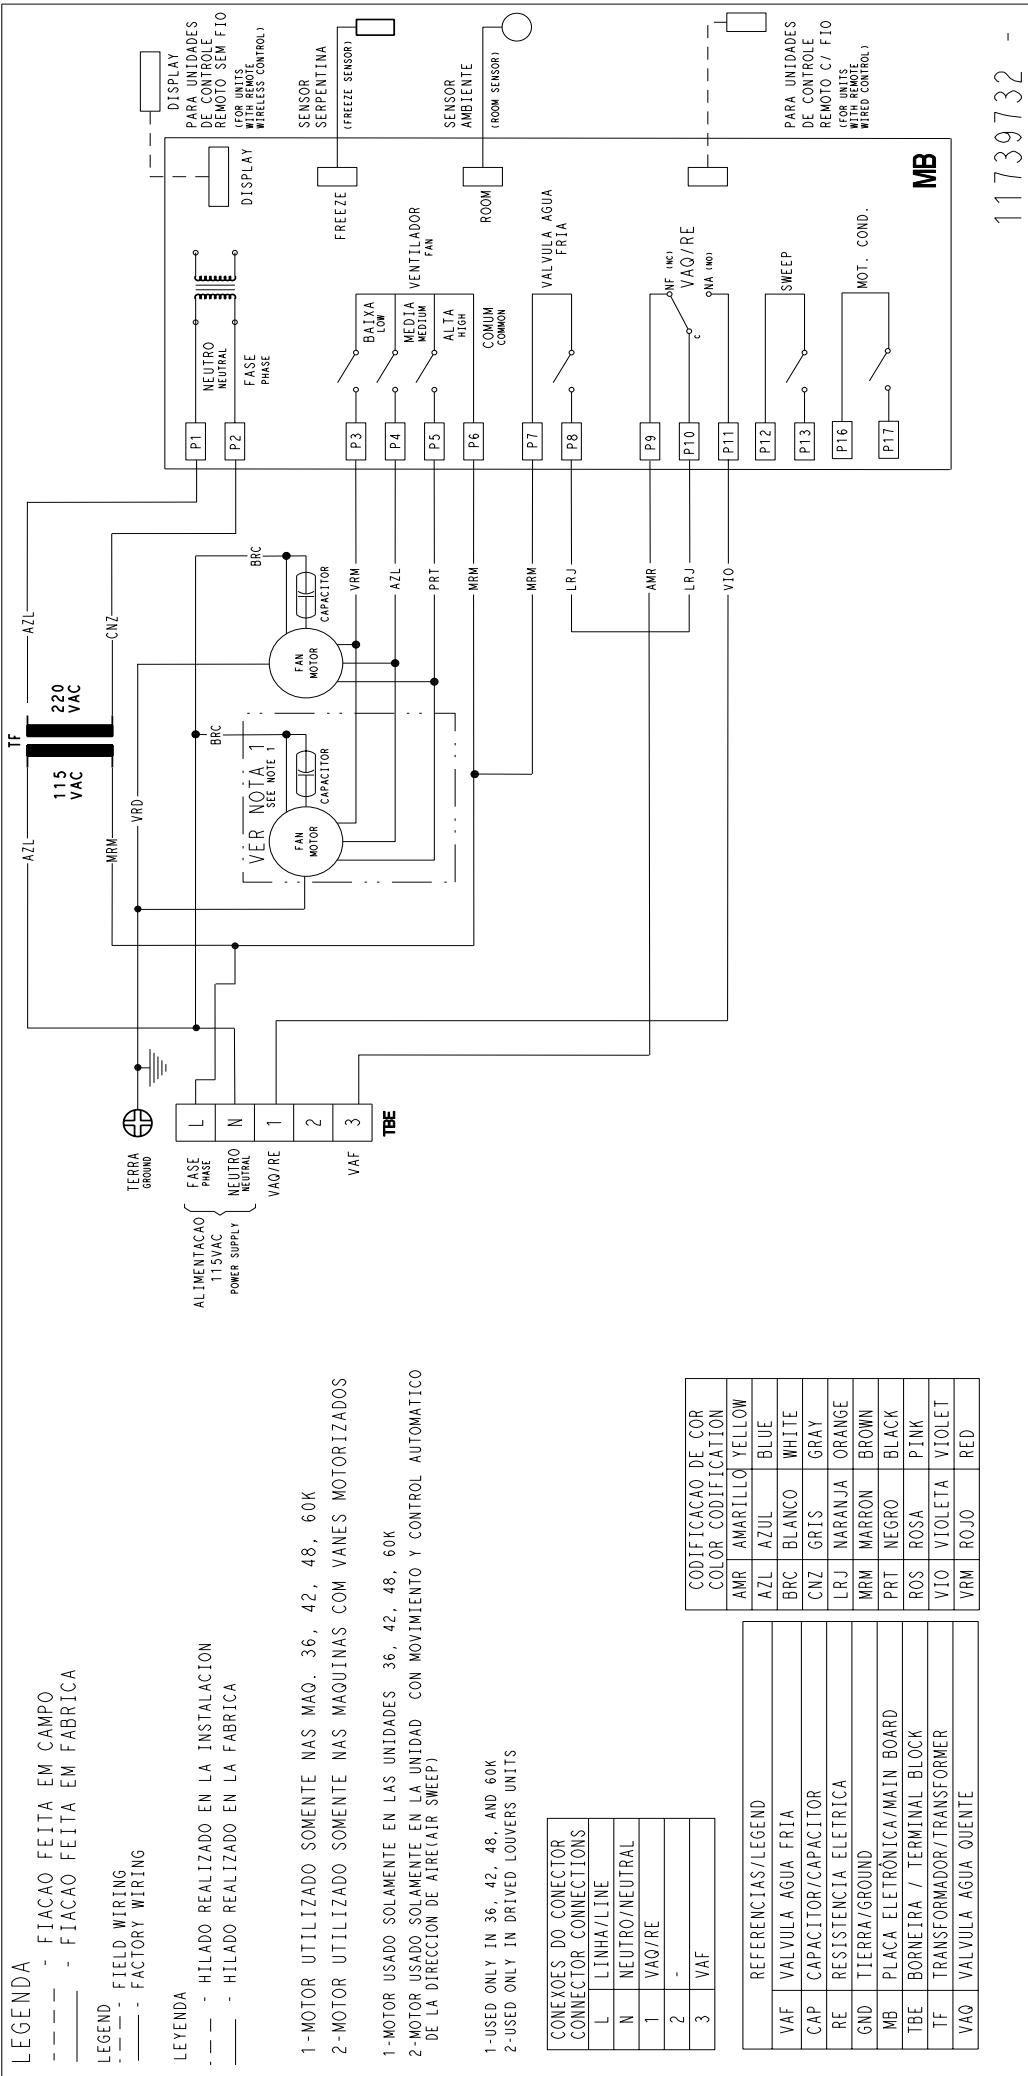 LEGENDA
- FIACAO FEITA EM CAMPO
- FIACAO FEITA EM FABRICA
LEGEND
- FIELD WIRING
- FACTORY WIRING
LEYENDA
- HILADO REALIZADO EN LA INSTALACION
- HILADO REALIZADO EN LA FABRICA
1-MOTOR UTILIZADO SOMENTE NAS MAQ. 36, 42, 48, 60K
2-MOTOR UTILIZADO SOMENTE NAS MAQUINAS COM VANES MOTORIZADOS
1-MOTOR USADO SOLAMENTE EN LAS UNIDADES 36, 42, 48, 60K
2-MOTOR USADO SOLAMENTE EN LA UNIDAD CON MOVIMIENTO Y CONTROL AUTOMATICO
DE LA DIRECCION DE AIRE(AIR SWEEP)
1-USED ONLY IN 36, 42, 48, AND 60K
2-USED ONLY IN DRIVED LOUVERS UNITS
CONEXOES DO CONECTOR
CONNECTOR CONNECTIONS
L LINHA/LINE
N NEUTRO/NEUTRAL
1 VAQ/RE
2 -
3 VAF
REFERENCIAS/LEGEND
VAF VALVULA AGUA FRIA
CAP CAPACITOR/CAPACITOR
RE RESISTENCIA ELETRICA
GND TIERRA/GROUND
MB PLACA ELETRÔNICA/MAIN BOARD
TBE BORNEIRA / TERMINAL BLOCK
TF TRANSFORMADOR/TRANSFORMER
VAQ VALVULA AGUA QUENTE
CODIFICACAO DE COR
COLOR CODIFICATION
AMR AMARILLO YELLOW
AZL AZUL BLUE
BRC BLANCO WHITE
CNZ GRIS GRAY
LRJ NARANJA ORANGE
MRM MARRON BROWN
PRT NEGRO BLACK
ROS ROSA PINK
VIO VIOLETA VIOLET
VRM ROJO RED
TERRA
GROUND
ALIMENTACAO
115VAC
POWER SUPPLY
FASE
PHASE
NEUTRO
NEUTRAL
VAQ/RE
VAF
L
N
1
2
3
TBE
TF
115
VAC
220
VAC
AZL
MRM
AZL
CNZ
VRD
VER NOTA 1
SEE NOTE 1
BRC
FAN
MOTOR
CAPACITOR
BRC
FAN
MOTOR
CAPACITOR
VRM
AZL
PRT
MRM
MRM
LRJ
AMR
LRJ
VIO
P1
P2
P3
P4
P5
P6
P7
P8
P9
P10
P11
P12
P13
P16
P17
NEUTRO
NEUTRAL
FASE
PHASE
BAIXA
LOW
MEDIA
MEDIUM
ALTA
HIGH
COMUM
COMMON
VENTILADOR
FAN
VALVULA AGUA
FRIA
NF (NC)
VAQ/RE
NA (NO)
C
SWEEP
MOT. COND.
DISPLAY
FREEZE
ROOM
MB
DISPLAY
PARA UNIDADES
DE CONTROLE
REMOTO SEM FIO
(FOR UNITS
WITH REMOTE
WIRELESS CONTROL)
SENSOR
SERPENTINA
(FREEZE SENSOR)
SENSOR
AMBIENTE
(ROOM SENSOR)
PARA UNIDADES
DE CONTROLE
REMOTO C/ FIO
(FOR UNITS
WITH REMOTE
WIRED CONTROL)
11739732 -